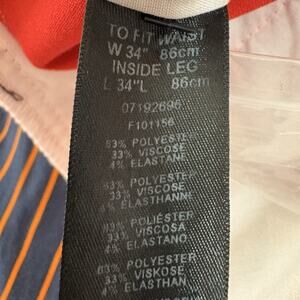 TO FIT WAIST
W 34" 86cm
INSIDE LEG
L 34"L 86cm
07192696
F101156
63% POLYESTER
33% VISCOSE
4% ELASTANE
63% POLYESTER
33% VISCOSE
4% ELASTHANNE
63% POLIÉSTER
33% VISCOSA
4% ELASTANO
63% POLYESTER
33% VISKOSE
4% ELASTHAN